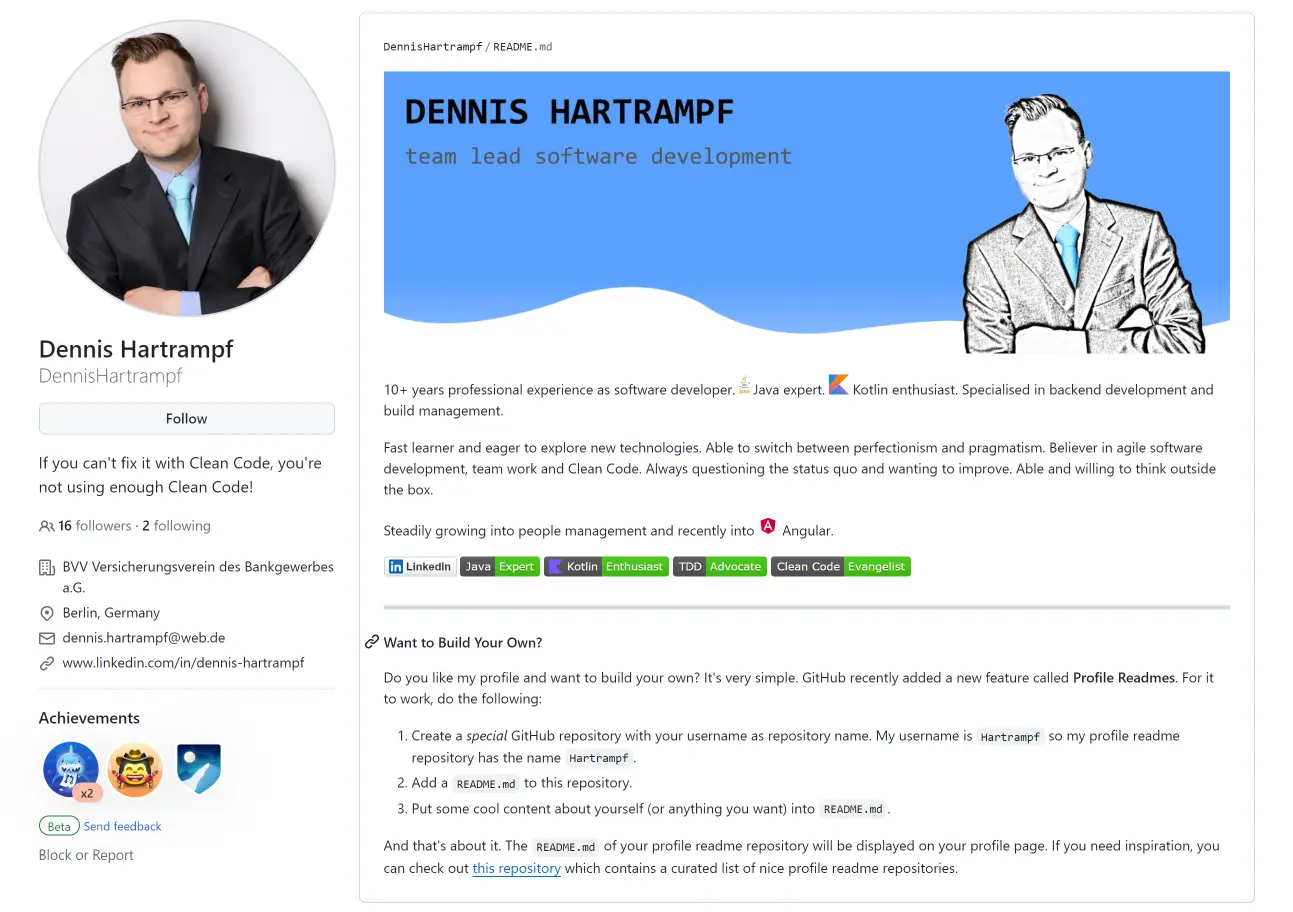 Dennis Hartrampf
DennisHartrampf
Follow
If you can't fix it with Clean Code, you're
not using enough Clean Code!
16 followers · 2 following
BVV Versicherungsverein des Bankgewerbes
a.G.
Berlin, Germany
dennis.hartrampf@web.de
www.linkedin.com/in/dennis-hartrampf
Achievements
x2
Beta Send feedback
Block or Report
DennisHartrampf / README.md
DENNIS HARTRAMPF
team lead software development
10+ years professional experience as software developer. Java expert. Kotlin enthusiast. Specialised in backend development and
build management.
Fast learner and eager to explore new technologies. Able to switch between perfectionism and pragmatism. Believer in agile software
development, team work and Clean Code. Always questioning the status quo and wanting to improve. Able and willing to think outside
the box.
Steadily growing into people management and recently into Angular.
in LinkedIn Java Expert Kotlin Enthusiast TDD Advocate Clean Code Evangelist
Want to Build Your Own?
Do you like my profile and want to build your own? It's very simple. GitHub recently added a new feature called Profile Readmes. For it
to work, do the following:
1. Create a special GitHub repository with your username as repository name. My username is Hartrampf so my profile readme
repository has the name Hartrampf.
2. Add a README.md to this repository.
3. Put some cool content about yourself (or anything you want) into README.md.
And that's about it. The README.md of your profile readme repository will be displayed on your profile page. If you need inspiration, you
can check out this repository which contains a curated list of nice profile readme repositories.